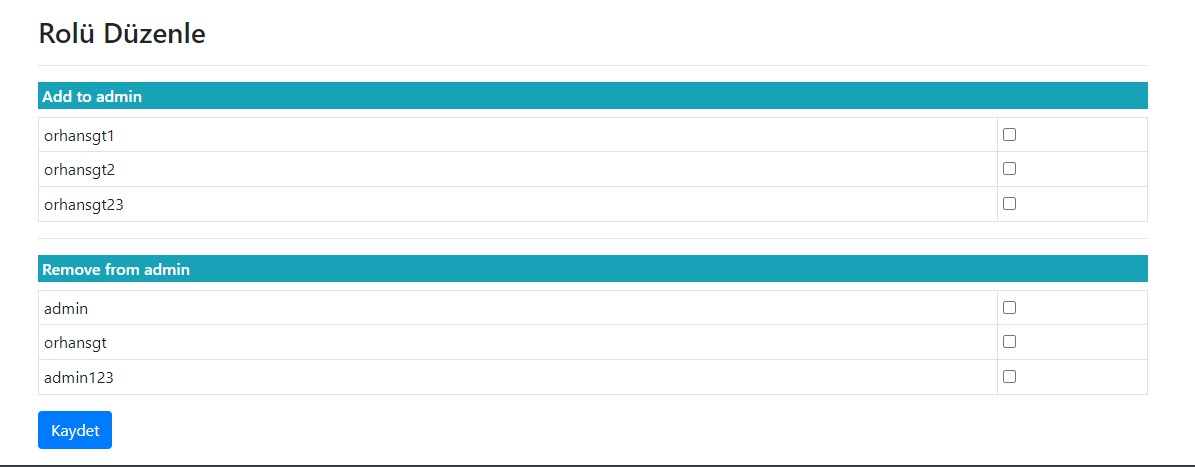 Rolü Düzenle
Add to admin
orhansgt1
orhansgt2
orhansgt23
Remove from admin
admin
orhansgt
admin123
Kaydet